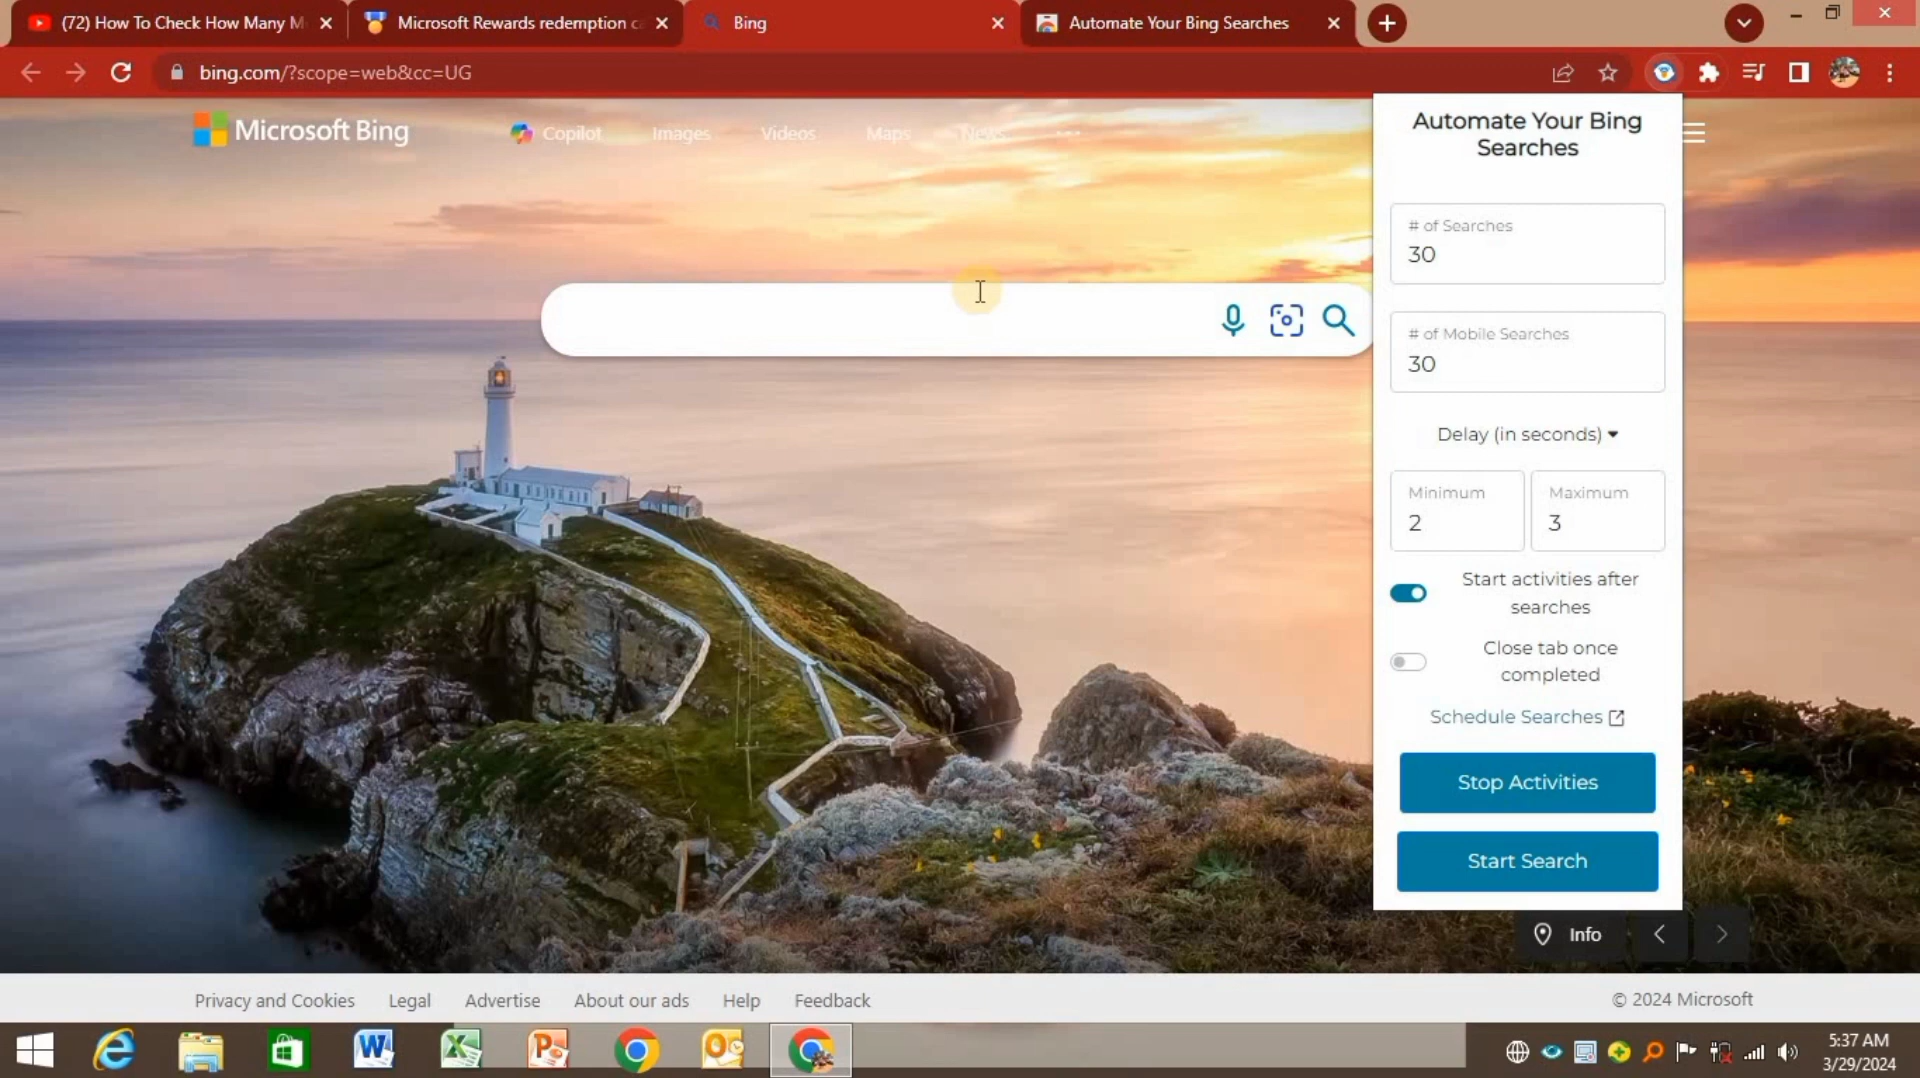 (72) How To Check How Many M
Microsoft Rewards redemption c
Bing
Automate Your Bing Searches
bing.com/?scope=web&cc=UG
Microsoft Bing
Copilot
Images
Videos
Maps
News
Automate Your Bing
Searches
# of Searches
30
# of Mobile Searches
30
Delay (in seconds)
Minimum
2
Maximum
3
Start activities after
searches
Close tab once
completed
Schedule Searches
Stop Activities
Start Search
Info
Privacy and Cookies
Legal
Advertise
About our ads
Help
Feedback
© 2024 Microsoft
5:37 AM
3/29/2024